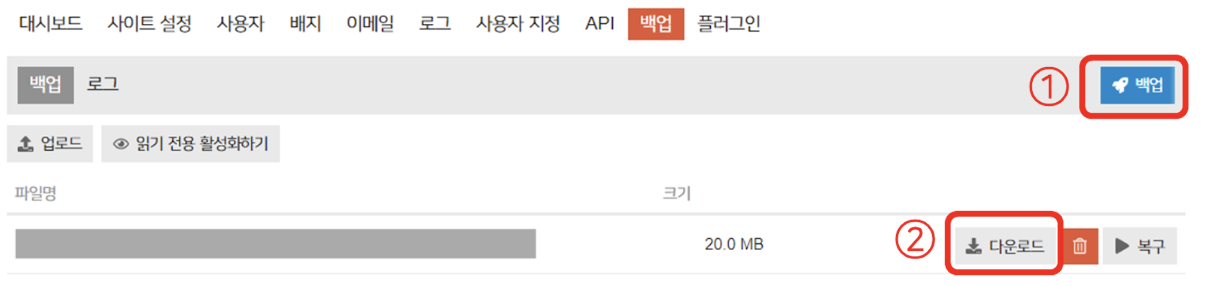 대시보드 사이트 설정 사용자 배지 이메일 로그 사용자 지정 API 백업 플러그인
백업 로그 ① 백업
업로드 읽기 전용 활성화하기
파일명 크기
20.0 MB ② 다운로드 복구